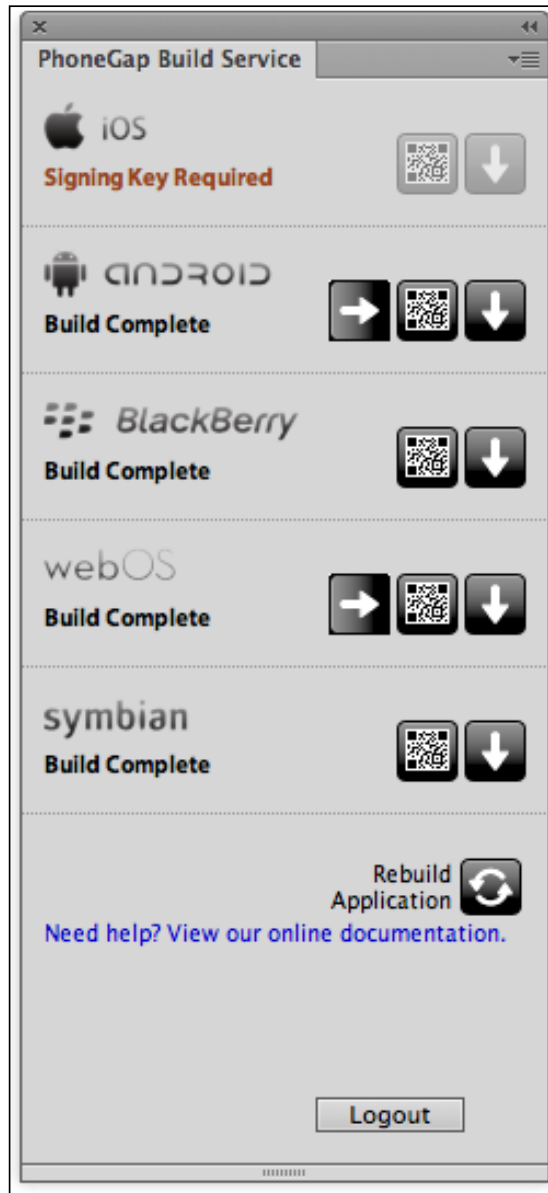 PhoneGap Build Service
iOS
Signing Key Required
android
Build Complete
BlackBerry
Build Complete
webOS
Build Complete
symbian
Build Complete
Rebuild
Application
Need help? View our online documentation.
Logout